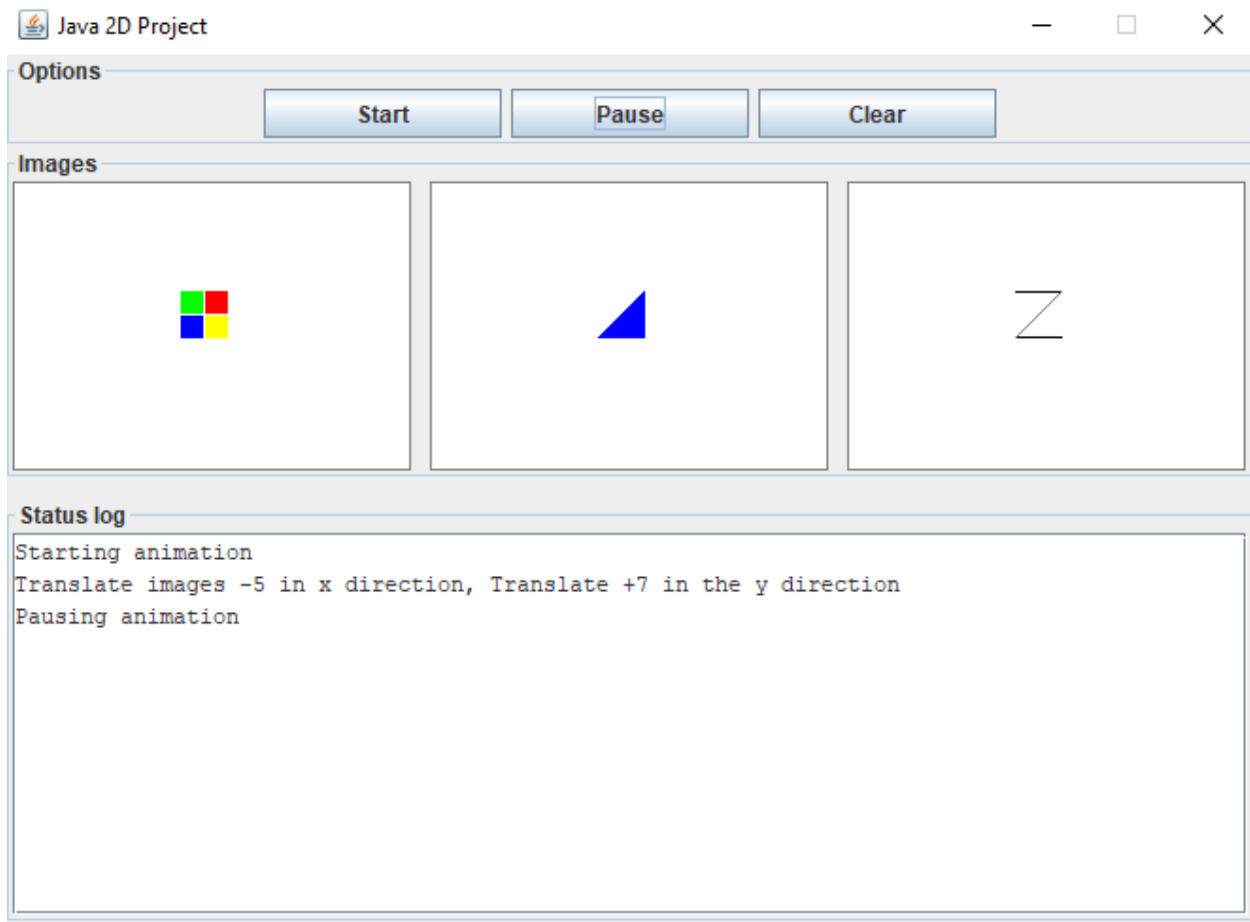 Java 2D Project
Options
Start Pause Clear
Images
Z
Status log
Starting animation
Translate images -5 in x direction, Translate +7 in the y direction
Pausing animation